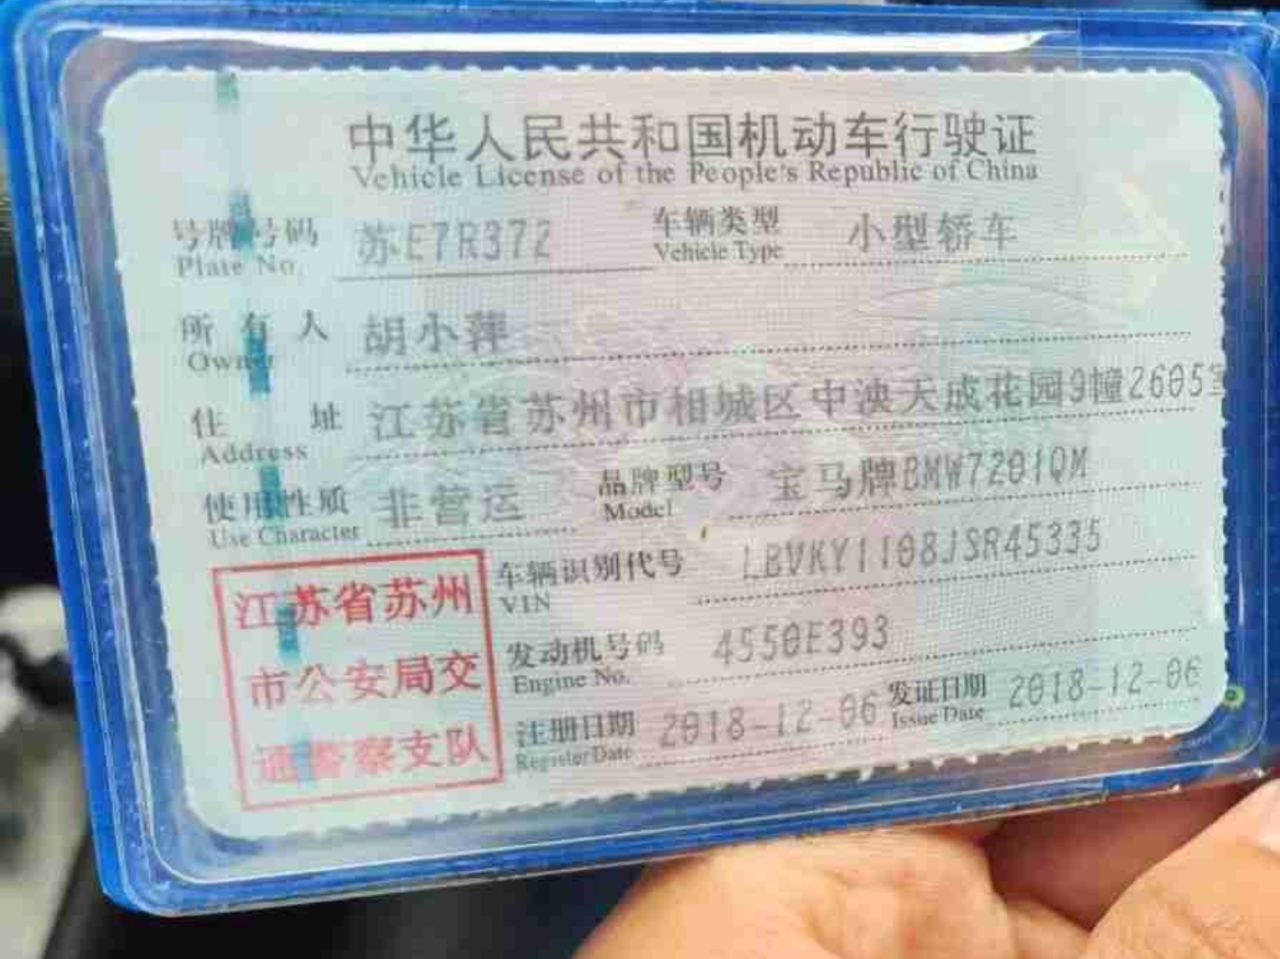 中华人民共和国机动车行驶证
Vehicle License of the People's Republic of China
号牌号码 苏E7R372 车辆类型 小型轿车
Plate No. Vehicle Type
所有人 胡小萍
Owner
住址 江苏省苏州市相城区中泱天成花园9幢2605室
Address
使用性质 非营运 品牌型号 宝马牌BMW7201QM
Use Character Model
车辆识别代号 LBVKY1108JSR45335
VIN
发动机号码 4550E393
Engine No.
注册日期 2018-12-06 发证日期 2018-12-06
Register Date Issue Date
江苏省苏州
市公安局交
通警察支队